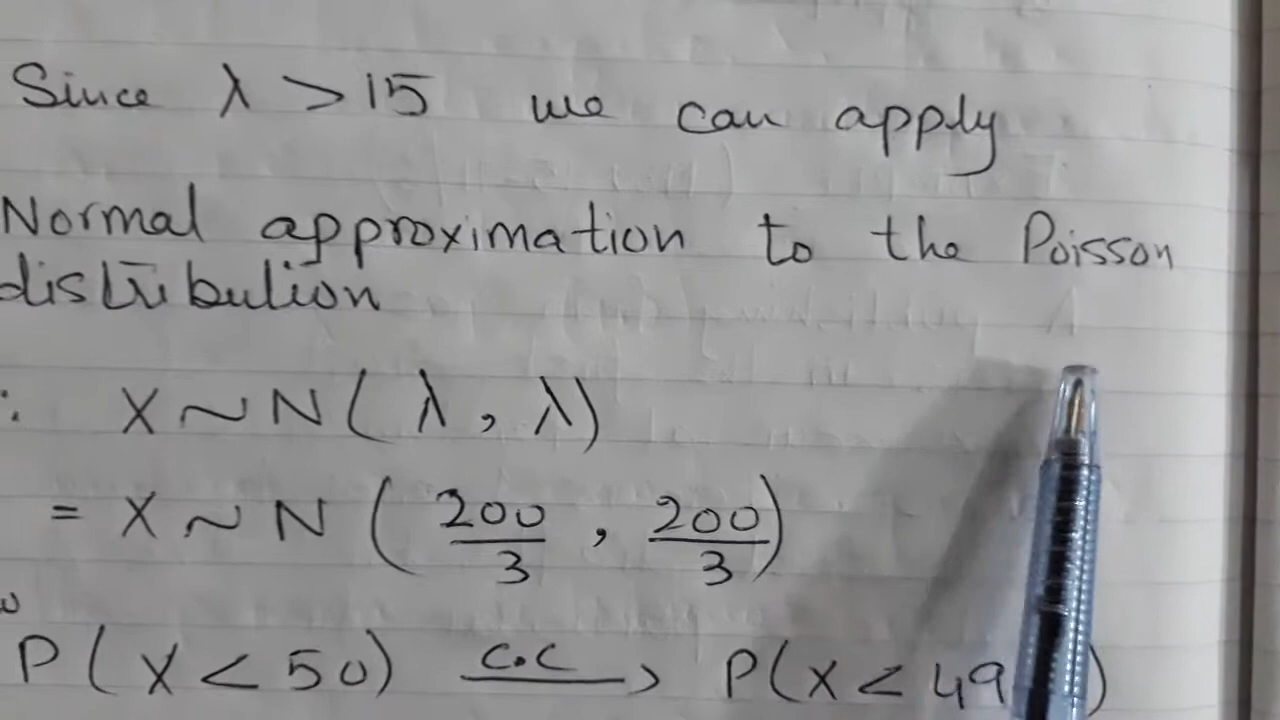 Since λ > 15 we can apply
Normal approximation to the Poisson
distribution
X ~ N ( λ , λ )
= X ~ N ( 200/3 , 200/3 )
P ( X < 50 ) C.C → P( X < 49 )